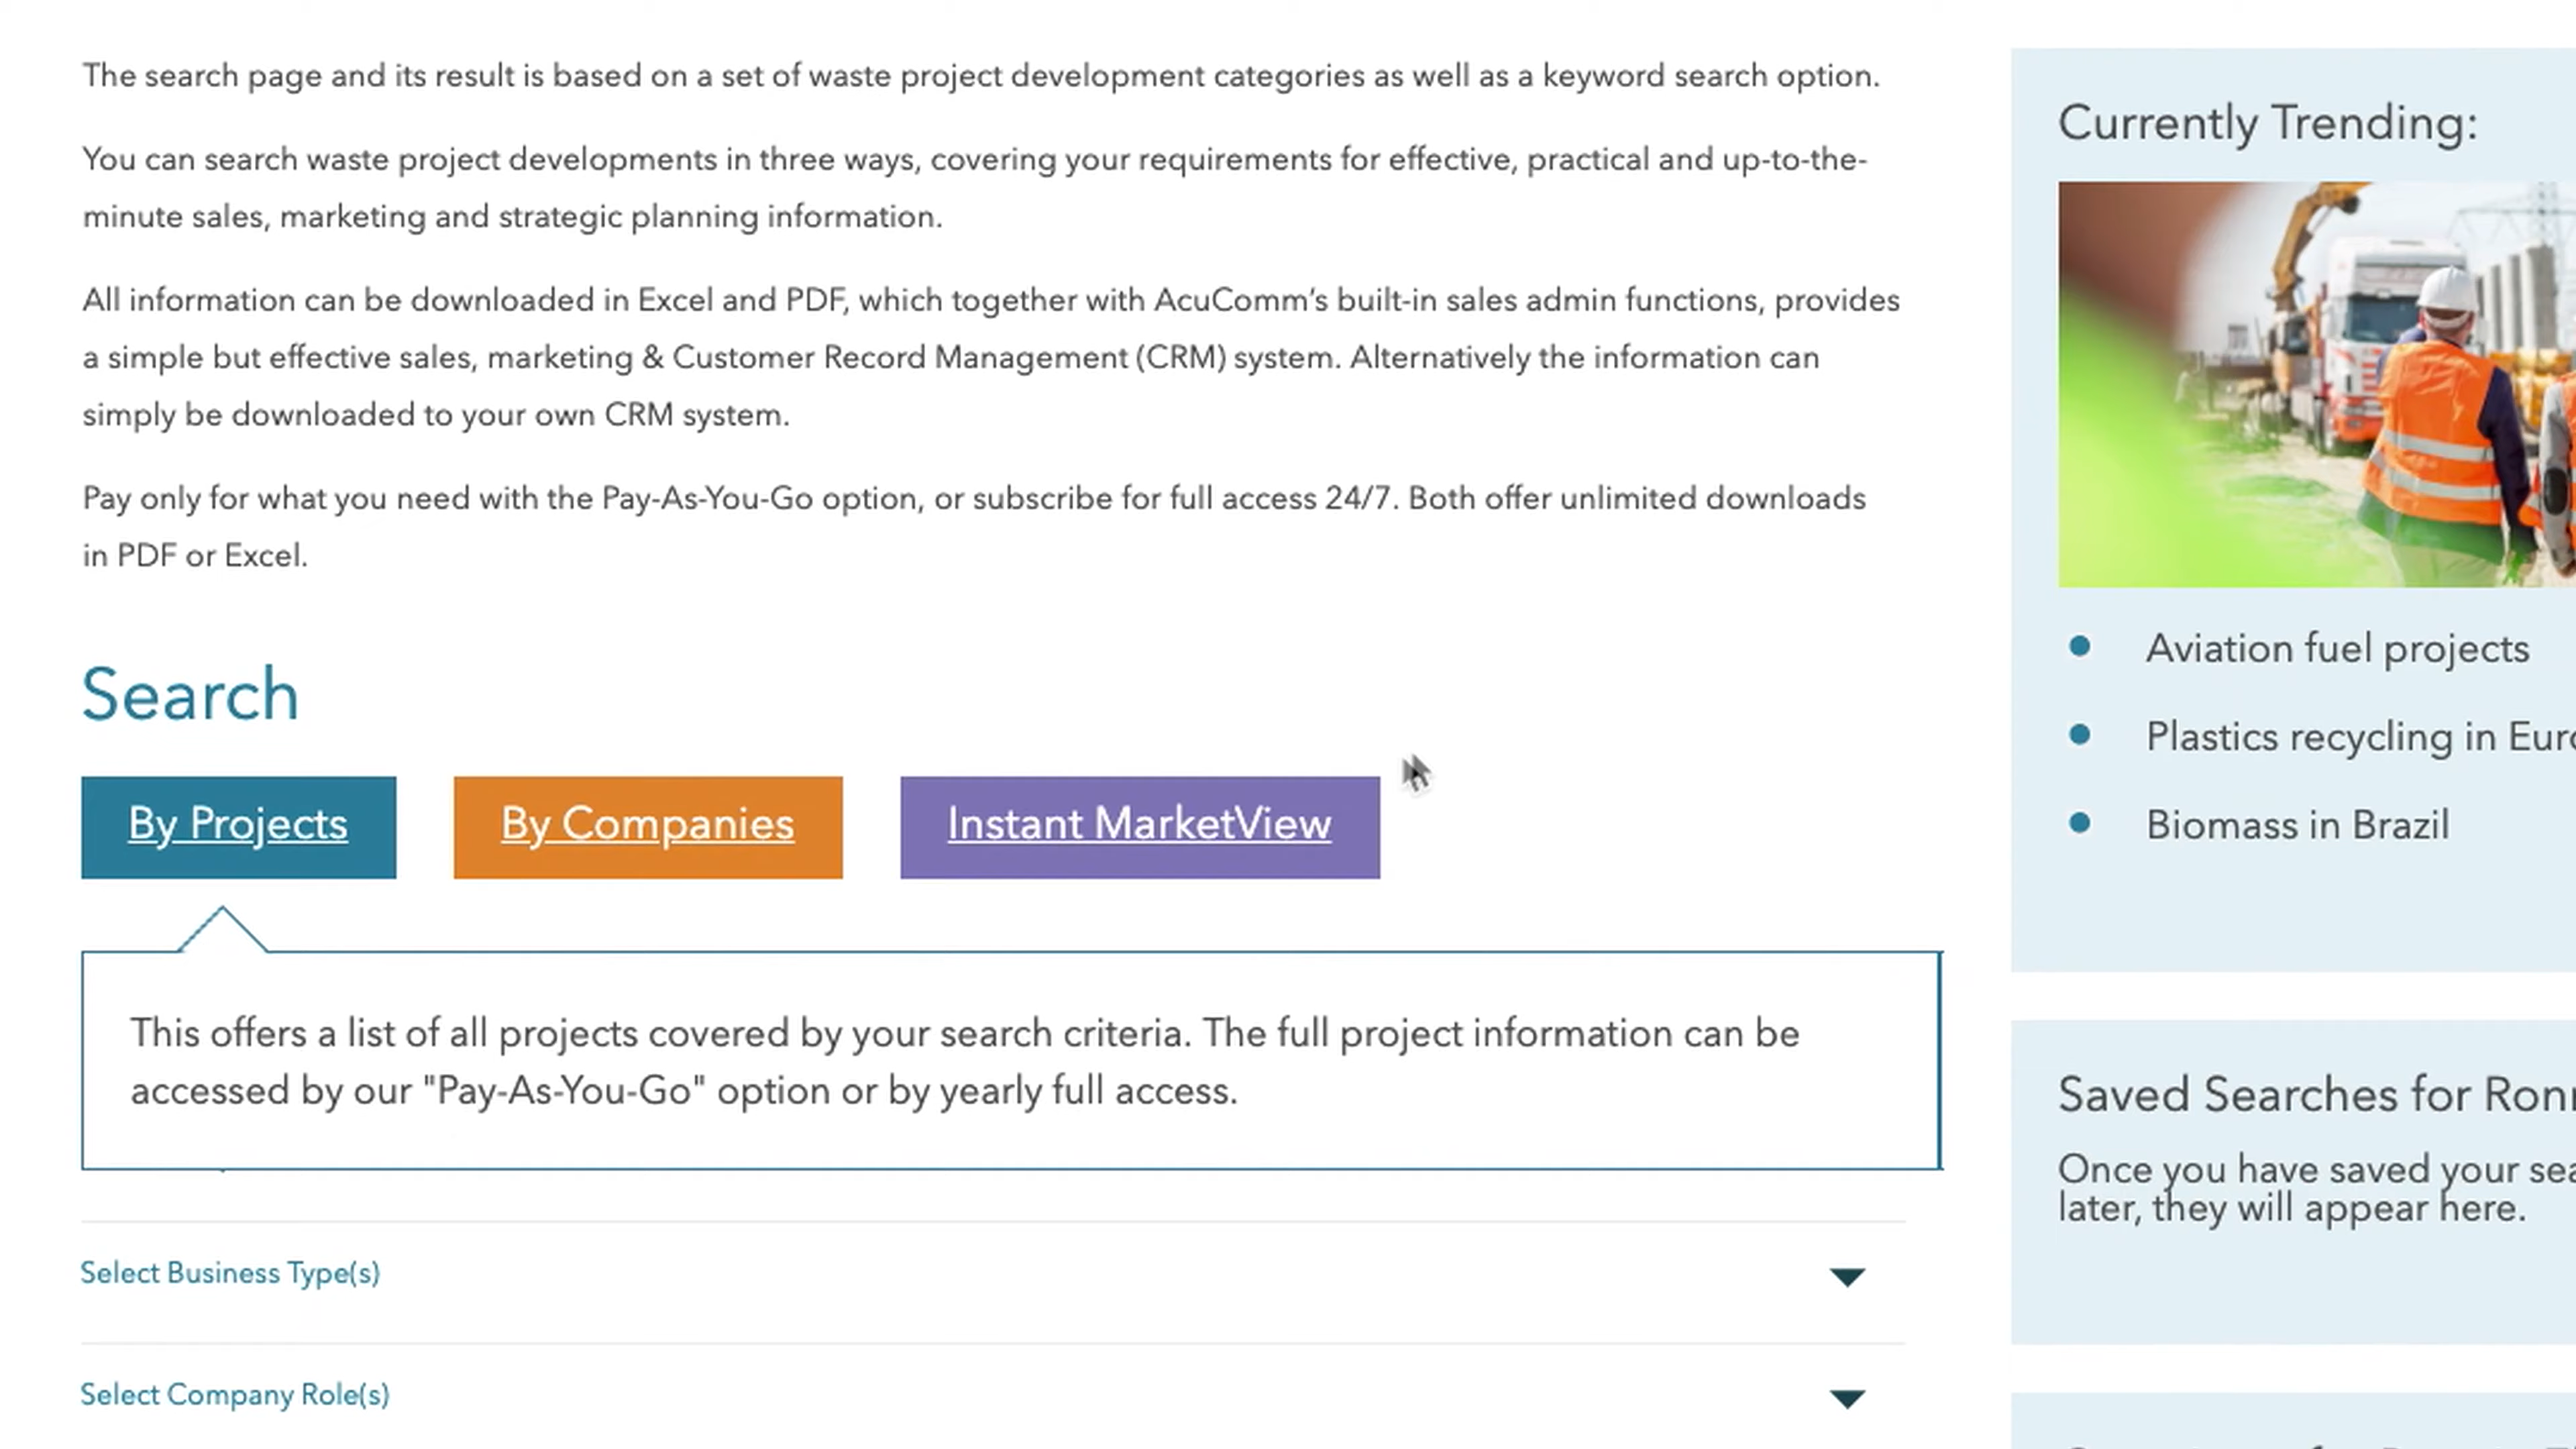 The search page and its result is based on a set of waste project development categories as well as a keyword search option.
You can search waste project developments in three ways, covering your requirements for effective, practical and up-to-the-
minute sales, marketing and strategic planning information.
All information can be downloaded in Excel and PDF, which together with AcuComm's built-in sales admin functions, provides
a simple but effective sales, marketing & Customer Record Management (CRM) system. Alternatively the information can
simply be downloaded to your own CRM system.
Pay only for what you need with the Pay-As-You-Go option, or subscribe for full access 24/7. Both offer unlimited downloads
in PDF or Excel.
Search
By Projects
By Companies
Instant MarketView
This offers a list of all projects covered by your search criteria. The full project information can be
accessed by our "Pay-As-You-Go" option or by yearly full access.
Select Business Type(s)
Select Company Role(s)
Currently Trending:
Aviation fuel projects
Plastics recycling in
Biomass in Brazil
Saved Searches for
Once you have saved your
later, they will appear here.